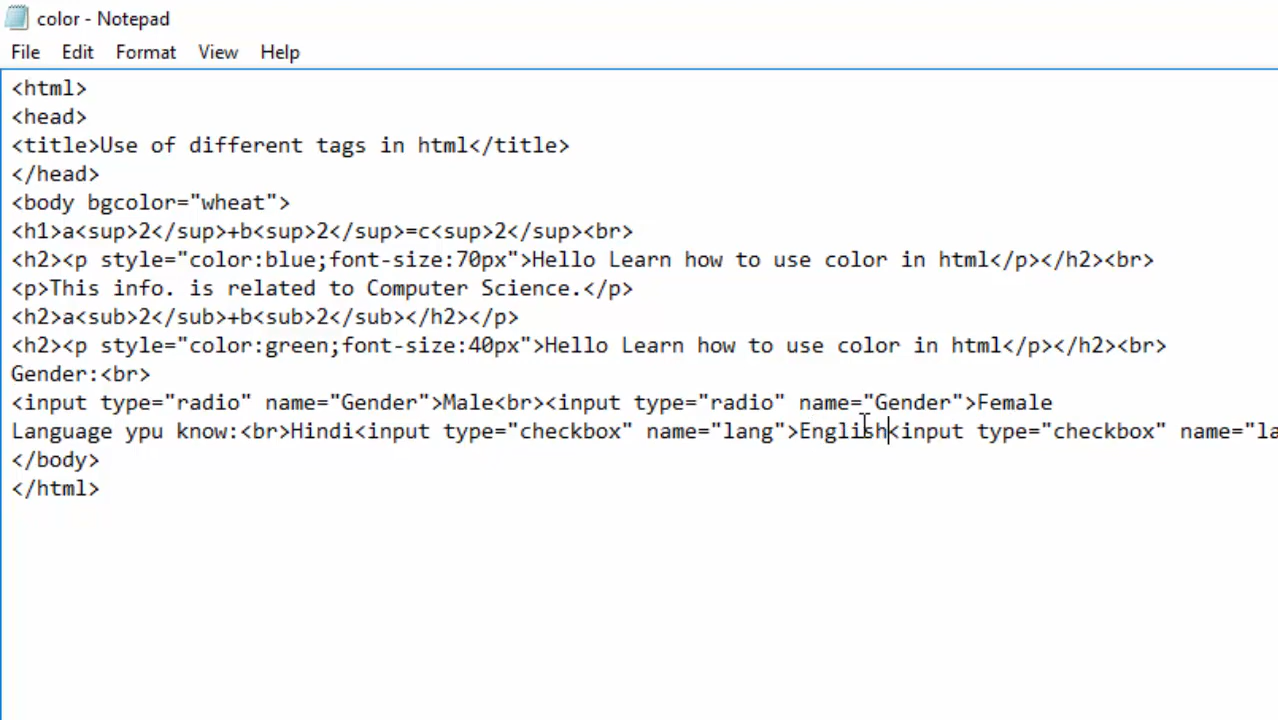 color - Notepad
File Edit Format View Help
<html>
<head>
<title>Use of different tags in html</title>
</head>
<body bgcolor="wheat">
<h1>a<sup>2</sup>+b<sup>2</sup>=c<sup>2</sup><br>
<h2><p style="color:blue;font-size:70px">Hello Learn how to use color in html</p></h2><br>
<p>This info. is related to Computer Science.</p>
<h2>a<sub>2</sub>+b<sub>2</sub></h2></p>
<h2><p style="color:green;font-size:40px">Hello Learn how to use color in html</p></h2><br>
Gender:<br>
<input type="radio" name="Gender">Male<br><input type="radio" name="Gender">Female
Language ypu know:<br>Hindi<input type="checkbox" name="lang">English<input type="checkbox" name="la
</body>
</html>